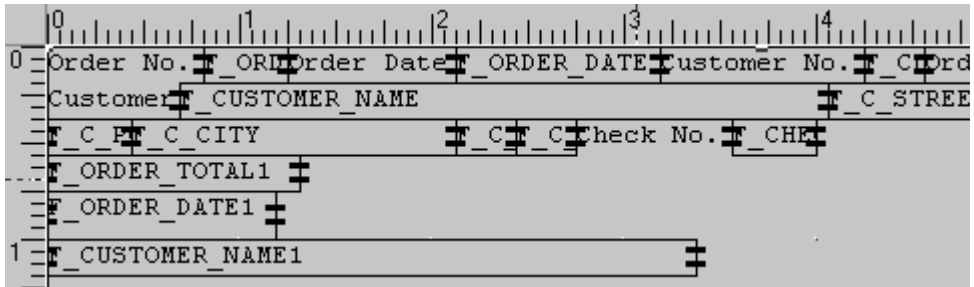 0 1 2 3 4
0 Order No. F_ORD Order Date F_ORDER_DATE Customer No. F_C Ord
Customer F_CUSTOMER_NAME F_C_STREE
F_C_P F_C_CITY F_C F_C Check No. F_CHE
F_ORDER_TOTAL1
F_ORDER_DATE1
1 F_CUSTOMER_NAME1